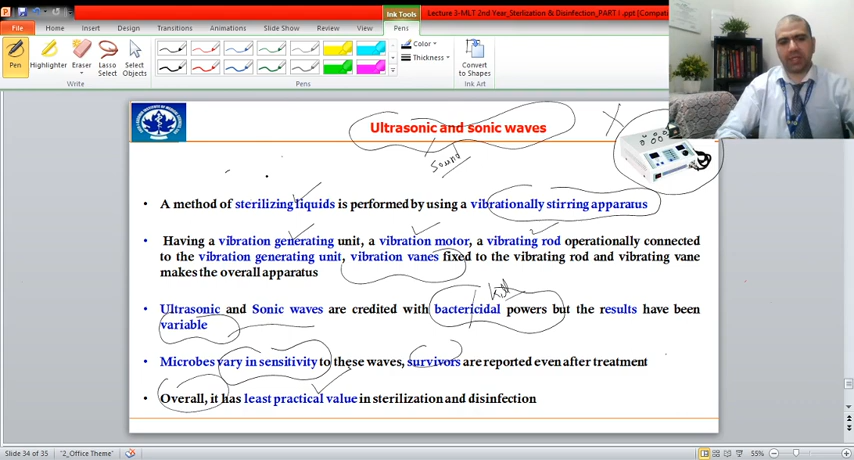 Ink Tools
Lecture 3-MLT 2nd Year_Sterlization & Disinfection_PART I .ppt [Compat
File Home Insert Design Transitions Animations Slide Show Review View Pens
Pen Highlighter Eraser Lasso Select Select Objects
Color
Thickness
Convert to Shapes
Write Pens Ink Art
Ultrasonic and sonic waves
Sound
• A method of sterilizing liquids is performed by using a vibrationally stirring apparatus
• Having a vibration generating unit, a vibration motor, a vibrating rod operationally connected
to the vibration generating unit, vibration vanes fixed to the vibrating rod and vibrating vane
makes the overall apparatus
kill
• Ultrasonic and Sonic waves are credited with bactericidal powers but the results have been
variable
• Microbes vary in sensitivity to these waves, survivors are reported even after treatment
• Overall, it has least practical value in sterilization and disinfection
Slide 34 of 35 "2_Office Theme" 55%